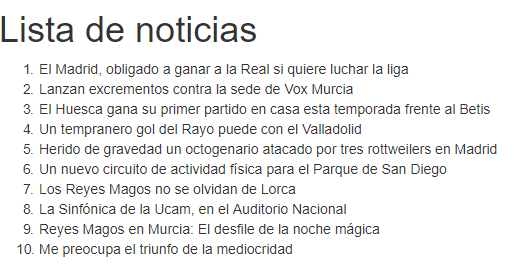 Lista de noticias
1. El Madrid, obligado a ganar a la Real si quiere luchar la liga
2. Lanzan excrementos contra la sede de Vox Murcia
3. El Huesca gana su primer partido en casa esta temporada frente al Betis
4. Un tempranero gol del Rayo puede con el Valladolid
5. Herido de gravedad un octogenario atacado por tres rottweilers en Madrid
6. Un nuevo circuito de actividad física para el Parque de San Diego
7. Los Reyes Magos no se olvidan de Lorca
8. La Sinfónica de la Ucam, en el Auditorio Nacional
9. Reyes Magos en Murcia: El desfile de la noche mágica
10. Me preocupa el triunfo de la mediocridad